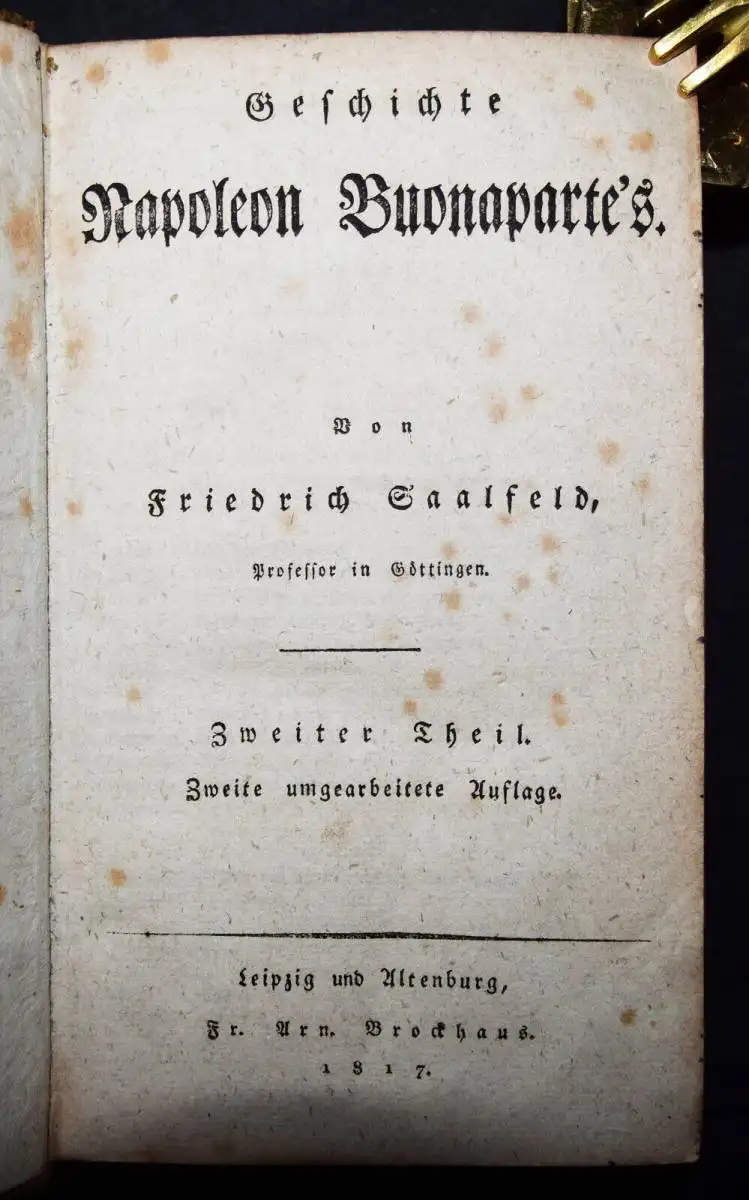 Geschichte
Napoleon Buonaparte's.
Von
Friedrich Saalfeld,
Professor in Göttingen.
Zweiter Theil.
Zweite umgearbeitete Auflage.
Leipzig und Altenburg,
Fr. Arn. Brockhaus.
1817.